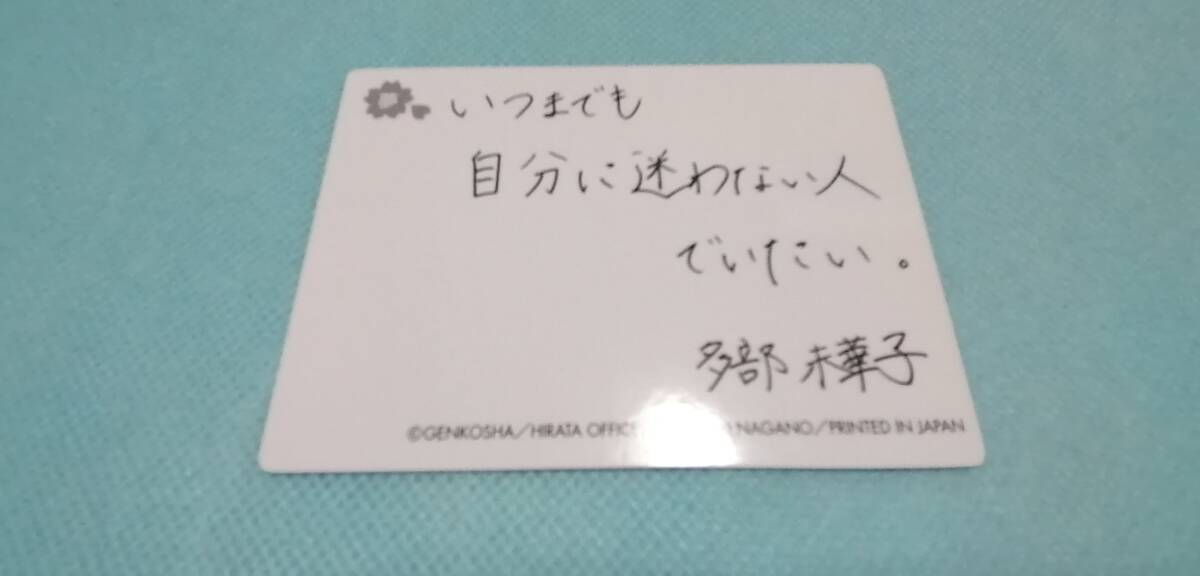 いつまでも
自分に迷わない人
でいたい。
多部未華子
©GENKOSHA／HIRATA OFFIC NAGANO／PRINTED IN JAPAN